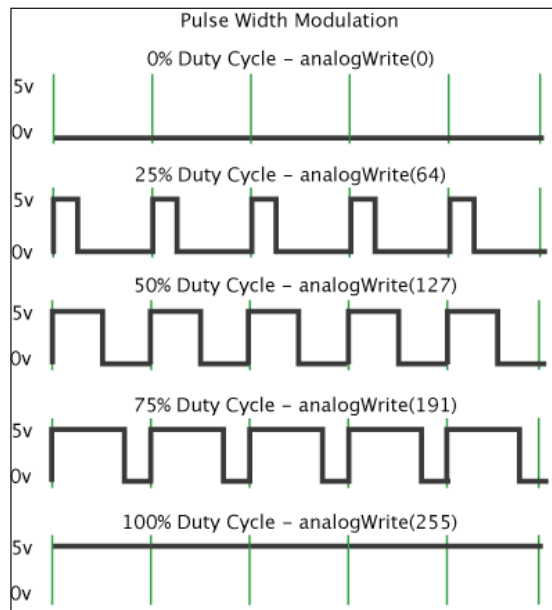 Pulse Width Modulation
0% Duty Cycle – analogWrite(0)
5v
0v
25% Duty Cycle – analogWrite(64)
5v
0v
50% Duty Cycle – analogWrite(127)
5v
0v
75% Duty Cycle – analogWrite(191)
5v
0v
100% Duty Cycle – analogWrite(255)
5v
0v